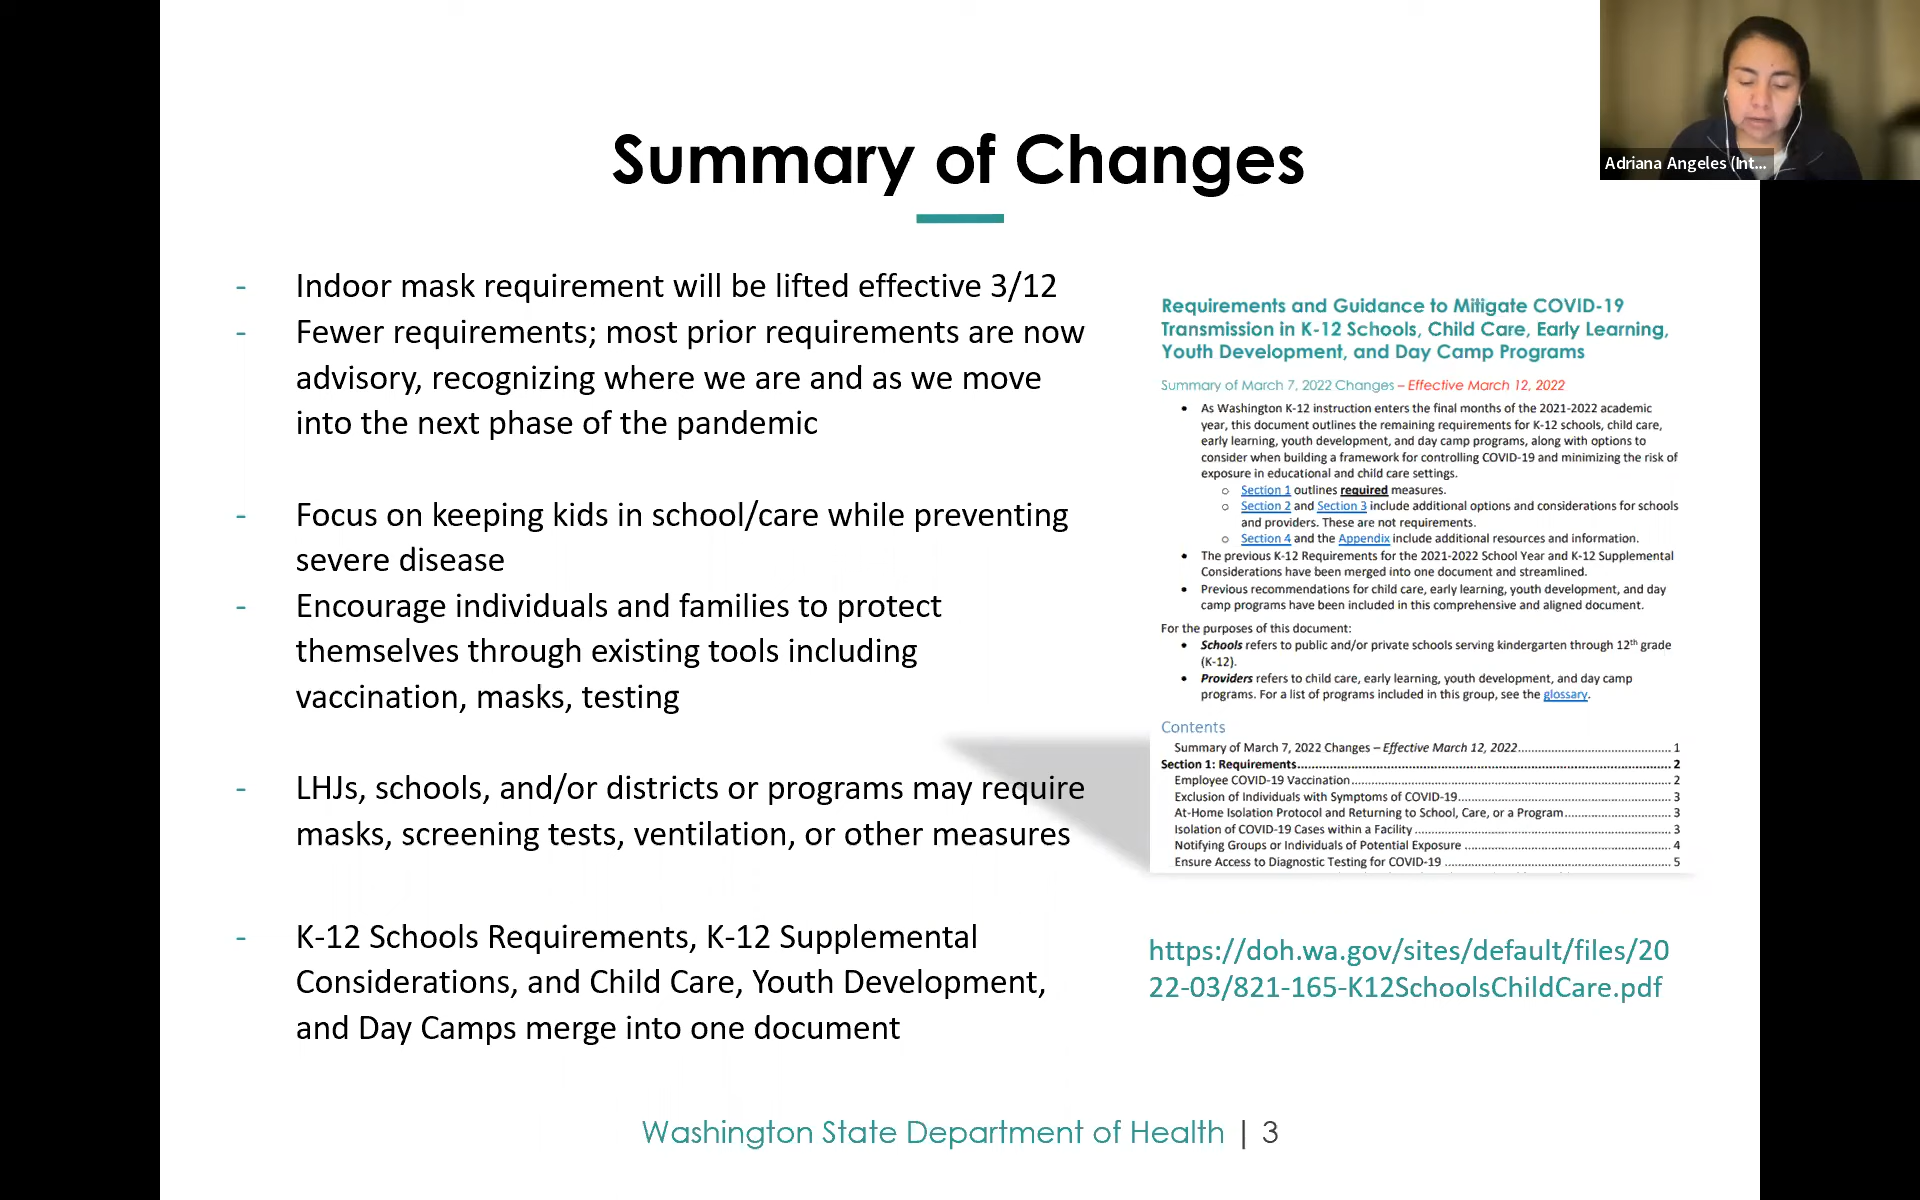 Summary of Changes
Adriana Angeles (Int...
- Indoor mask requirement will be lifted effective 3/12
- Fewer requirements; most prior requirements are now
advisory, recognizing where we are and as we move
into the next phase of the pandemic
- Focus on keeping kids in school/care while preventing
severe disease
- Encourage individuals and families to protect
themselves through existing tools including
vaccination, masks, testing
- LHJs, schools, and/or districts or programs may require
masks, screening tests, ventilation, or other measures
- K-12 Schools Requirements, K-12 Supplemental
Considerations, and Child Care, Youth Development,
and Day Camps merge into one document
Requirements and Guidance to Mitigate COVID-19
Transmission in K-12 Schools, Child Care, Early Learning,
Youth Development, and Day Camp Programs
Summary of March 7, 2022 Changes – Effective March 12, 2022
• As Washington K-12 instruction enters the final months of the 2021-2022 academic
year, this document outlines the remaining requirements for K-12 schools, child care,
early learning, youth development, and day camp programs, along with options to
consider when building a framework for controlling COVID-19 and minimizing the risk of
exposure in educational and child care settings.
○ Section 1 outlines required measures.
○ Section 2 and Section 3 include additional options and considerations for schools
and providers. These are not requirements.
○ Section 4 and the Appendix include additional resources and information.
• The previous K-12 Requirements for the 2021-2022 School Year and K-12 Supplemental
Considerations have been merged into one document and streamlined.
• Previous recommendations for child care, early learning, youth development, and day
camp programs have been included in this comprehensive and aligned document.
For the purposes of this document:
• Schools refers to public and/or private schools serving kindergarten through 12th grade
(K-12).
• Providers refers to child care, early learning, youth development, and day camp
programs. For a list of programs included in this group, see the glossary.
Contents
Summary of March 7, 2022 Changes – Effective March 12, 2022 1
Section 1: Requirements 2
Employee COVID-19 Vaccination 2
Exclusion of Individuals with Symptoms of COVID-19 3
At-Home Isolation Protocol and Returning to School, Care, or a Program 3
Isolation of COVID-19 Cases within a Facility 3
Notifying Groups or Individuals of Potential Exposure 4
Ensure Access to Diagnostic Testing for COVID-19 5
https://doh.wa.gov/sites/default/files/20
22-03/821-165-K12SchoolsChildCare.pdf
Washington State Department of Health | 3